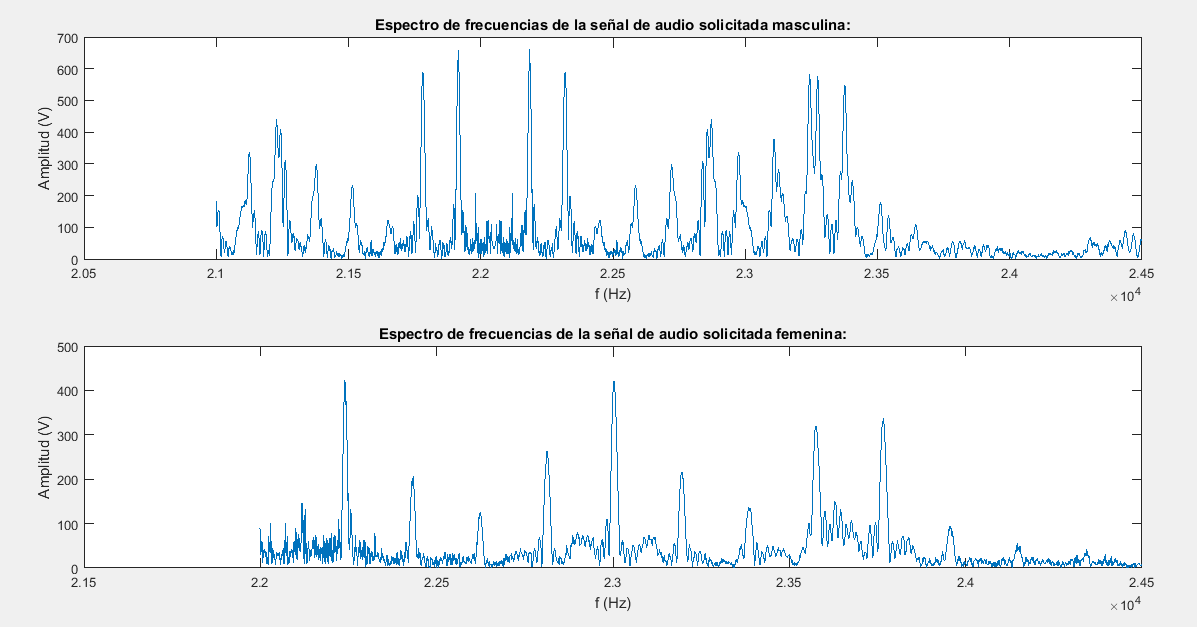 Espectro de frecuencias de la señal de audio solicitada masculina:
700
600
500
400
300
200
100
0
Amplitud (V)
2.05 2.1 2.15 2.2 2.25 2.3 2.35 2.4 2.45
f (Hz)
×10^4
Espectro de frecuencias de la señal de audio solicitada femenina:
500
400
300
200
100
0
Amplitud (V)
2.15 2.2 2.25 2.3 2.35 2.4 2.45
f (Hz)
×10^4